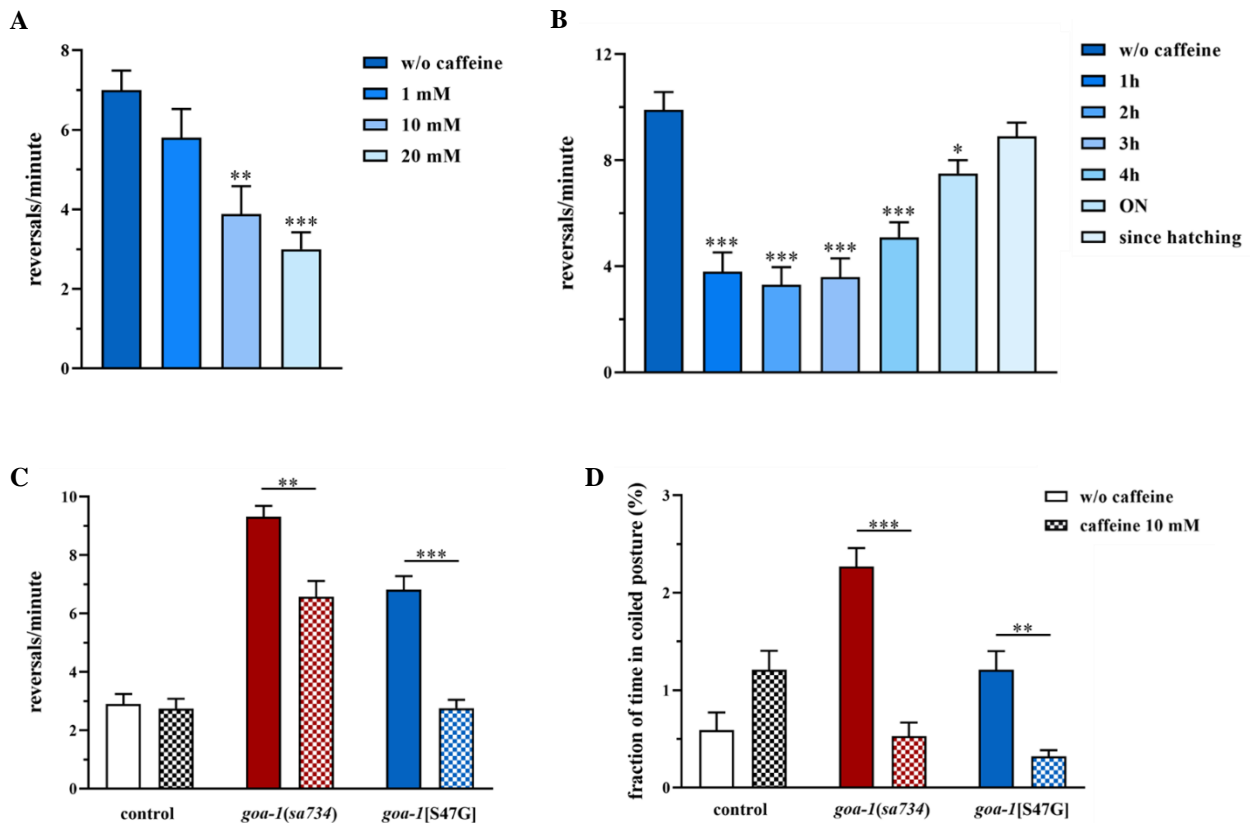 A
reversals/minute
8
6
4
2
0
**
***
w/o caffeine
1 mM
10 mM
20 mM
B
reversals/minute
12
8
4
0
***
***
***
***
*
w/o caffeine
1h
2h
3h
4h
ON
since hatching
C
reversals/minute
10
8
6
4
2
0
**
***
control
goa-1(sa734)
goa-1[S47G]
D
fraction of time in coiled posture (%)
3
2
1
0
***
**
control
goa-1(sa734)
goa-1[S47G]
w/o caffeine
caffeine 10 mM